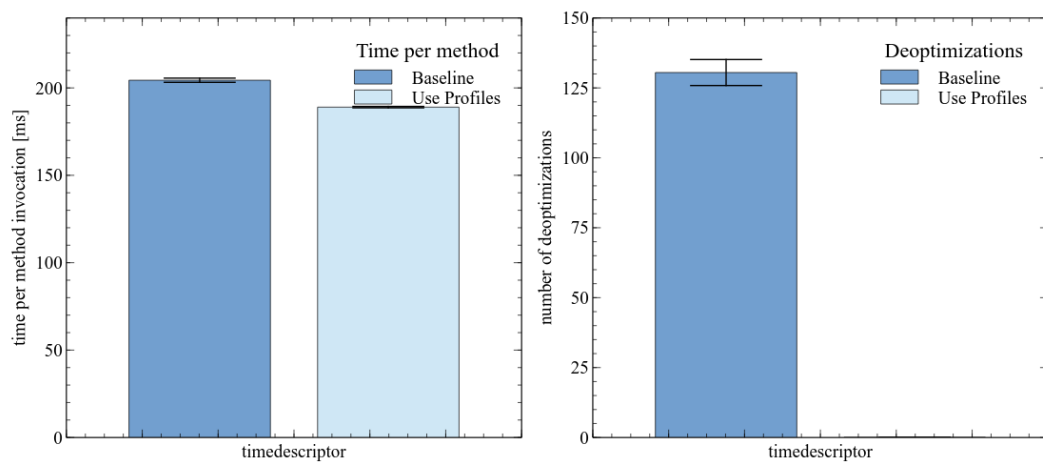 time per method invocation [ms]
200
150
100
50
0
Time per method
Baseline
Use Profiles
timedescriptor
number of deoptimizations
150
125
100
75
50
25
0
Deoptimizations
Baseline
Use Profiles
timedescriptor